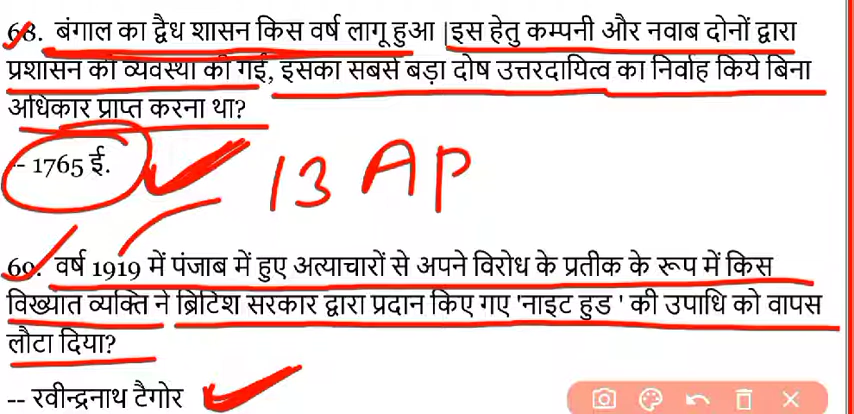 68. बंगाल का द्वैध शासन किस वर्ष लागू हुआ |इस हेतु कम्पनी और नवाब दोनों द्वारा
प्रशासन की व्यवस्था की गई, इसका सबसे बड़ा दोष उत्तरदायित्व का निर्वाह किये बिना
अधिकार प्राप्त करना था?
-- 1765 ई.
13 AP
69. वर्ष 1919 में पंजाब में हुए अत्याचारों से अपने विरोध के प्रतीक के रूप में किस
विख्यात व्यक्ति ने ब्रिटिश सरकार द्वारा प्रदान किए गए 'नाइट हुड ' की उपाधि को वापस
लौटा दिया?
-- रवीन्द्रनाथ टैगोर